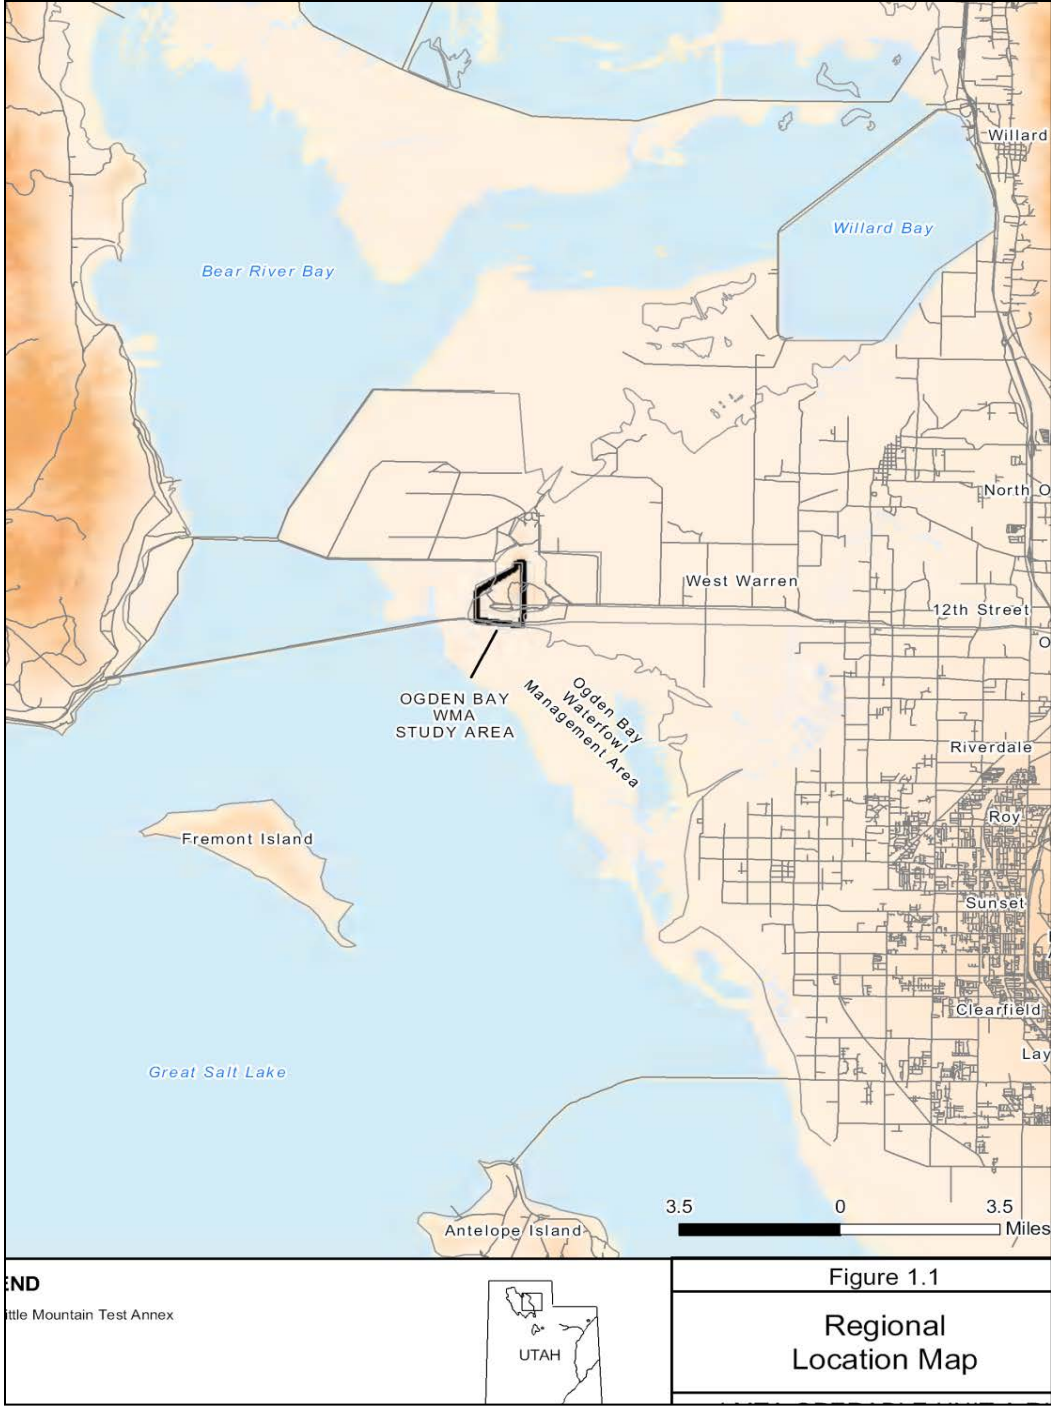 Willard
Willard Bay
Bear River Bay
North O
West Warren
12th Street
O
OGDEN BAY
WMA
STUDY AREA
Ogden Bay
Waterfowl
Management Area
Riverdale
Roy
Fremont Island
Sunset
Clearfield
Lay
Great Salt Lake
3.5 0 3.5
Miles
Antelope Island
END
ittle Mountain Test Annex
UTAH
Figure 1.1
Regional
Location Map